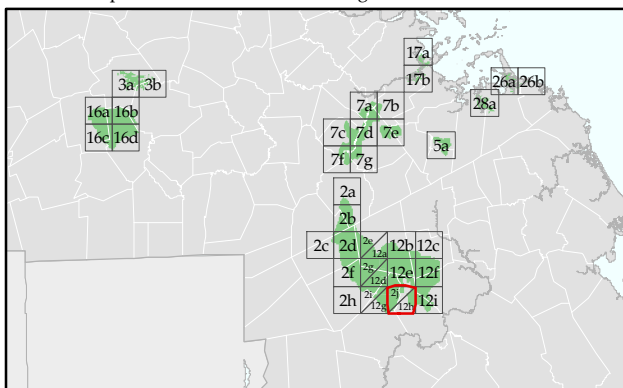 17a
3a 3b 17b 26a 26b
16a 16b 7a 7b 28a
16c 16d 7c 7d 7e 5a
7f 7g
2a
2b
2c 2d 2e 12a 12b 12c
2f 2g 12d 12e 12f
2h 2i 12g 2j 12h 12i